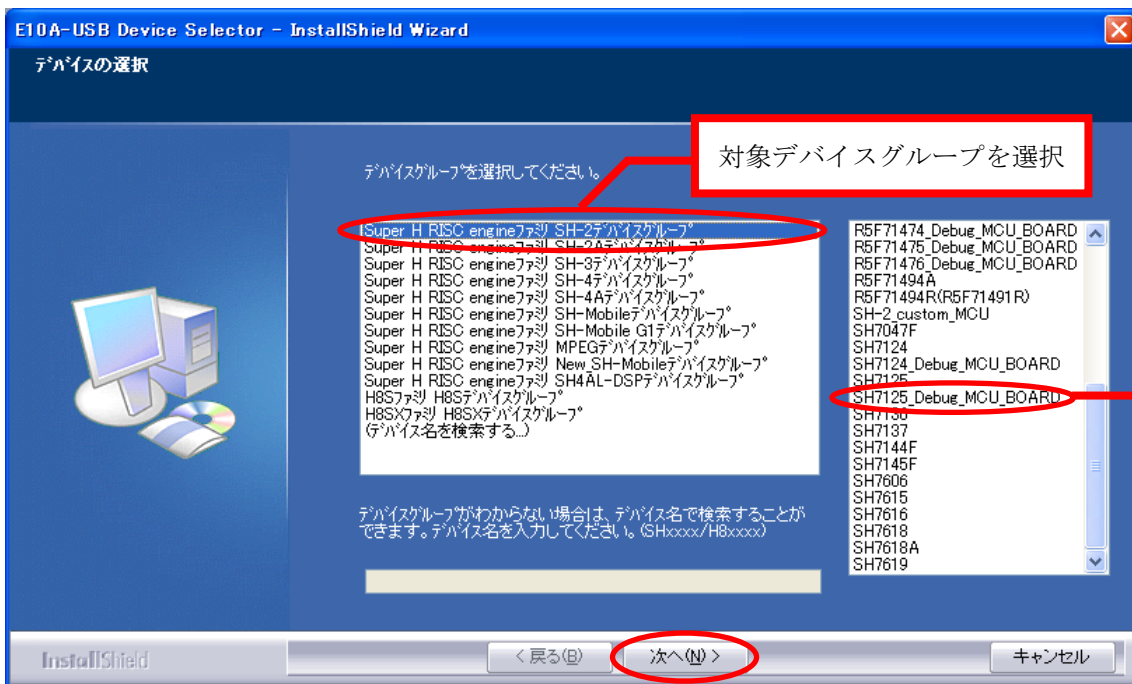 E10A-USB Device Selector - InstallShield Wizard
デバイスの選択
対象デバイスグループを選択
デバイスグループを選択してください。
Super H RISC engineファミリ SH-2デバイスグループ
Super H RISC engineファミリ SH-2Aデバイスグループ
Super H RISC engineファミリ SH-3デバイスグループ
Super H RISC engineファミリ SH-4デバイスグループ
Super H RISC engineファミリ SH-4Aデバイスグループ
Super H RISC engineファミリ SH-Mobileデバイスグループ
Super H RISC engineファミリ SH-Mobile G1デバイスグループ
Super H RISC engineファミリ MPEGデバイスグループ
Super H RISC engineファミリ New SH-Mobileデバイスグループ
Super H RISC engineファミリ SH4AL-DSPデバイスグループ
H8Sファミリ H8Sデバイスグループ
H8SXファミリ H8SXデバイスグループ
(デバイス名を検索する...)
R5F71474_Debug_MCU_BOARD
R5F71475_Debug_MCU_BOARD
R5F71476_Debug_MCU_BOARD
R5F71494A
R5F71494R(R5F71491R)
SH-2_custom_MCU
SH7047F
SH7124
SH7124_Debug_MCU_BOARD
SH7125
SH7125_Debug_MCU_BOARD
SH7136
SH7137
SH7144F
SH7145F
SH7606
SH7615
SH7616
SH7618
SH7618A
SH7619
デバイスグループがわからない場合は、デバイス名で検索することが
できます。デバイス名を入力してください。(SHxxxx/H8xxxx)
InstallShield
< 戻る(B)
次へ(N) >
キャンセル